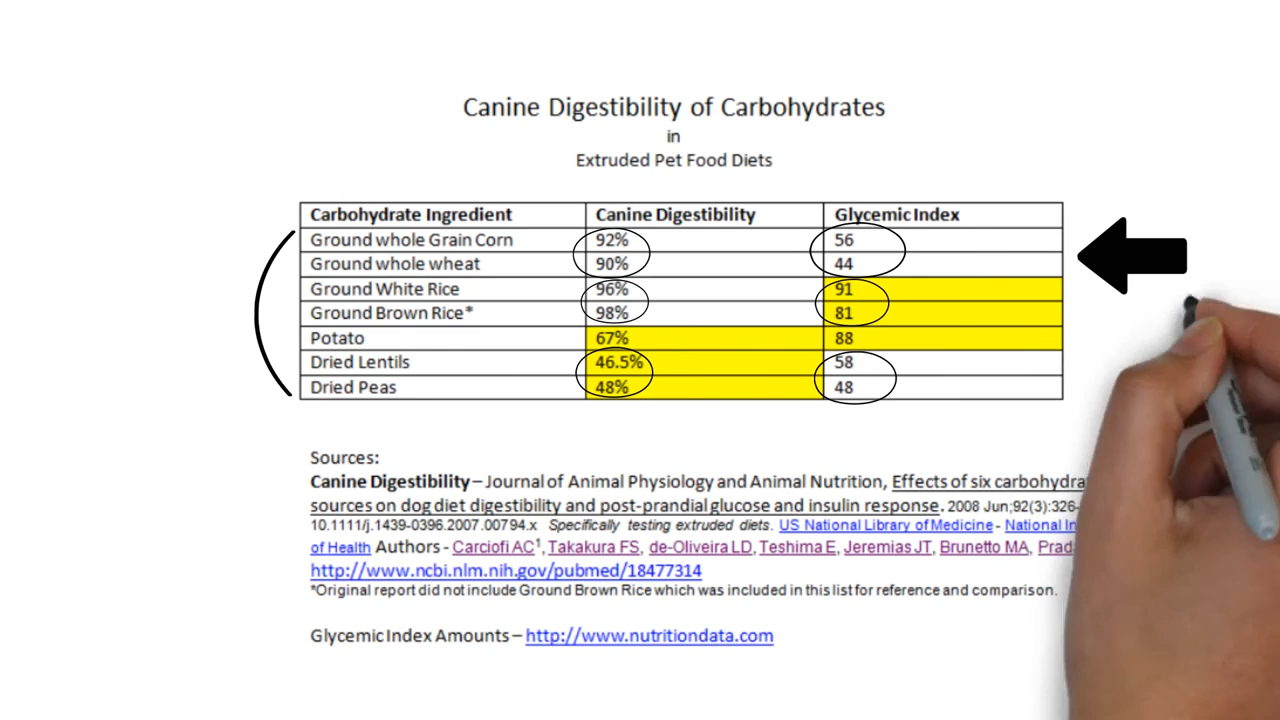 Canine Digestibility of Carbohydrates
in
Extruded Pet Food Diets
Carbohydrate Ingredient Canine Digestibility Glycemic Index
Ground whole Grain Corn 92% 56
Ground whole wheat 90% 44
Ground White Rice 96% 91
Ground Brown Rice* 98% 81
Potato 67% 88
Dried Lentils 46.5% 58
Dried Peas 48% 48
Sources:
Canine Digestibility – Journal of Animal Physiology and Animal Nutrition, Effects of six
sources on dog diet digestibility and post-prandial glucose and insulin response. 2008 Jun;92(3):326-
10.1111/j.1439-0396.2007.00794.x Specifically testing extruded diets. US National Library of Medicine - National
of Health Authors - Carciofi AC1, Takakura FS, de-Oliveira LD, Teshima E, Jeremias JT, Brunetto MA,
http://www.ncbi.nlm.nih.gov/pubmed/18477314
*Original report did not include Ground Brown Rice which was included in this list for reference and comparison.
Glycemic Index Amounts – http://www.nutritiondata.com